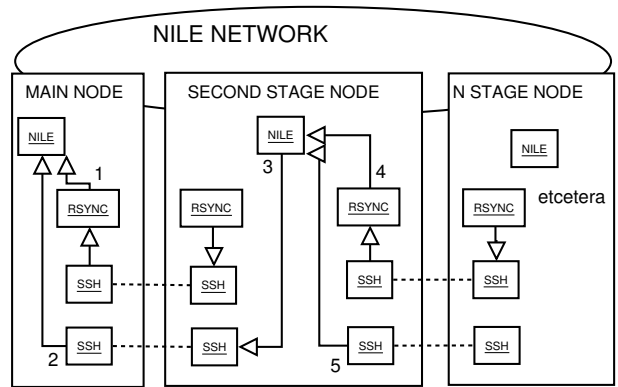 NILE NETWORK
MAIN NODE
SECOND STAGE NODE
N STAGE NODE
NILE
NILE
NILE
1
3
4
RSYNC
RSYNC
RSYNC
RSYNC
etcetera
SSH
SSH
SSH
SSH
2
SSH
SSH
5
SSH
SSH